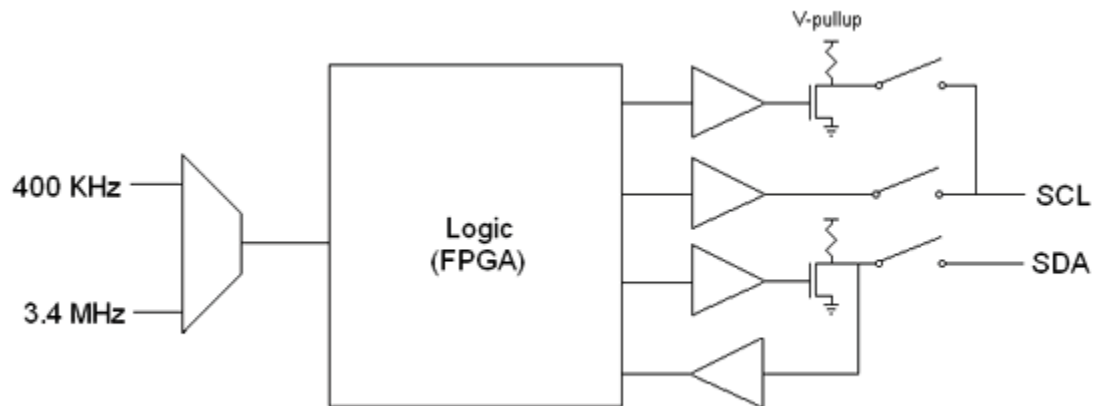 V-pullup
400 KHz
3.4 MHz
Logic
(FPGA)
SCL
SDA